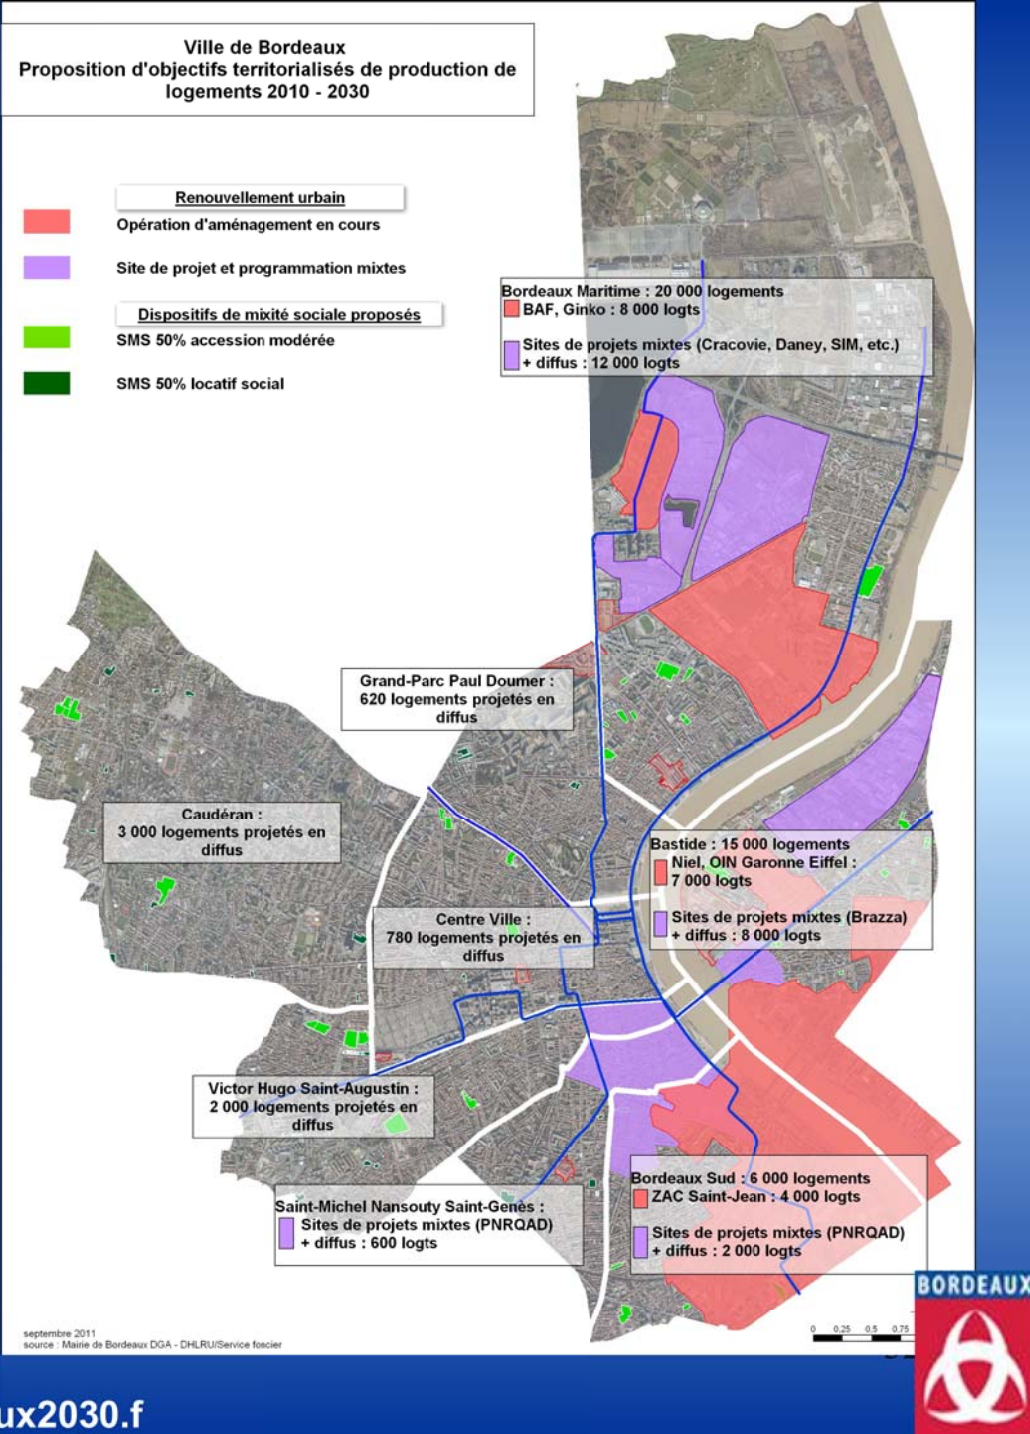 Ville de Bordeaux
Proposition d'objectifs territorialisés de production de
logements 2010 - 2030
Renouvellement urbain
Opération d'aménagement en cours
Site de projet et programmation mixtes
Dispositifs de mixité sociale proposés
SMS 50% accession modérée
SMS 50% locatif social
Bordeaux Maritime : 20 000 logements
BAF, Ginko : 8 000 logts
Sites de projets mixtes (Cracovie, Daney, SIM, etc.)
+ diffus : 12 000 logts
Grand-Parc Paul Doumer :
620 logements projetés en
diffus
Caudéran :
3 000 logements projetés en
diffus
Bastide : 15 000 logements
Niel, OIN Garonne Eiffel :
7 000 logts
Sites de projets mixtes (Brazza)
+ diffus : 8 000 logts
Centre Ville :
780 logements projetés en
diffus
Victor Hugo Saint-Augustin :
2 000 logements projetés en
diffus
Saint-Michel Nansouty Saint-Genès :
Sites de projets mixtes (PNRQAD)
+ diffus : 600 logts
Bordeaux Sud : 6 000 logements
ZAC Saint-Jean : 4 000 logts
Sites de projets mixtes (PNRQAD)
+ diffus : 2 000 logts
septembre 2011
source : Mairie de Bordeaux DGA - DHLRU/Service foncier
0 0,25 0,5 0,75
BORDEAUX
ux2030.f